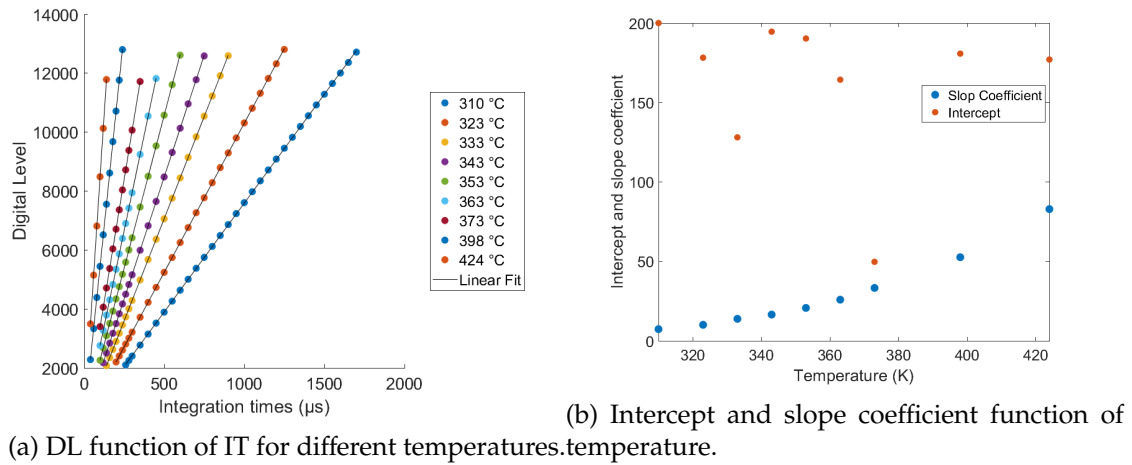 14000
12000
10000
8000
6000
4000
2000
Digital Level
0
500
1000
1500
2000
Integration times (μs)
310 °C
323 °C
333 °C
343 °C
353 °C
363 °C
373 °C
398 °C
424 °C
Linear Fit
(a) DL function of IT for different temperatures.
200
150
100
50
0
Intercept and slope coefficient
Slop Coefficient
Intercept
320
340
360
380
400
420
Temperature (K)
(b) Intercept and slope coefficient function of
temperature.